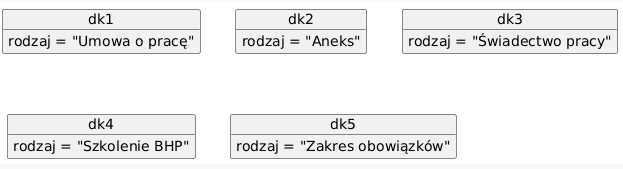 dk1
rodzaj = "Umowa o pracę"
dk2
rodzaj = "Aneks"
dk3
rodzaj = "Świadectwo pracy"
dk4
rodzaj = "Szkolenie BHP"
dk5
rodzaj = "Zakres obowiązków"